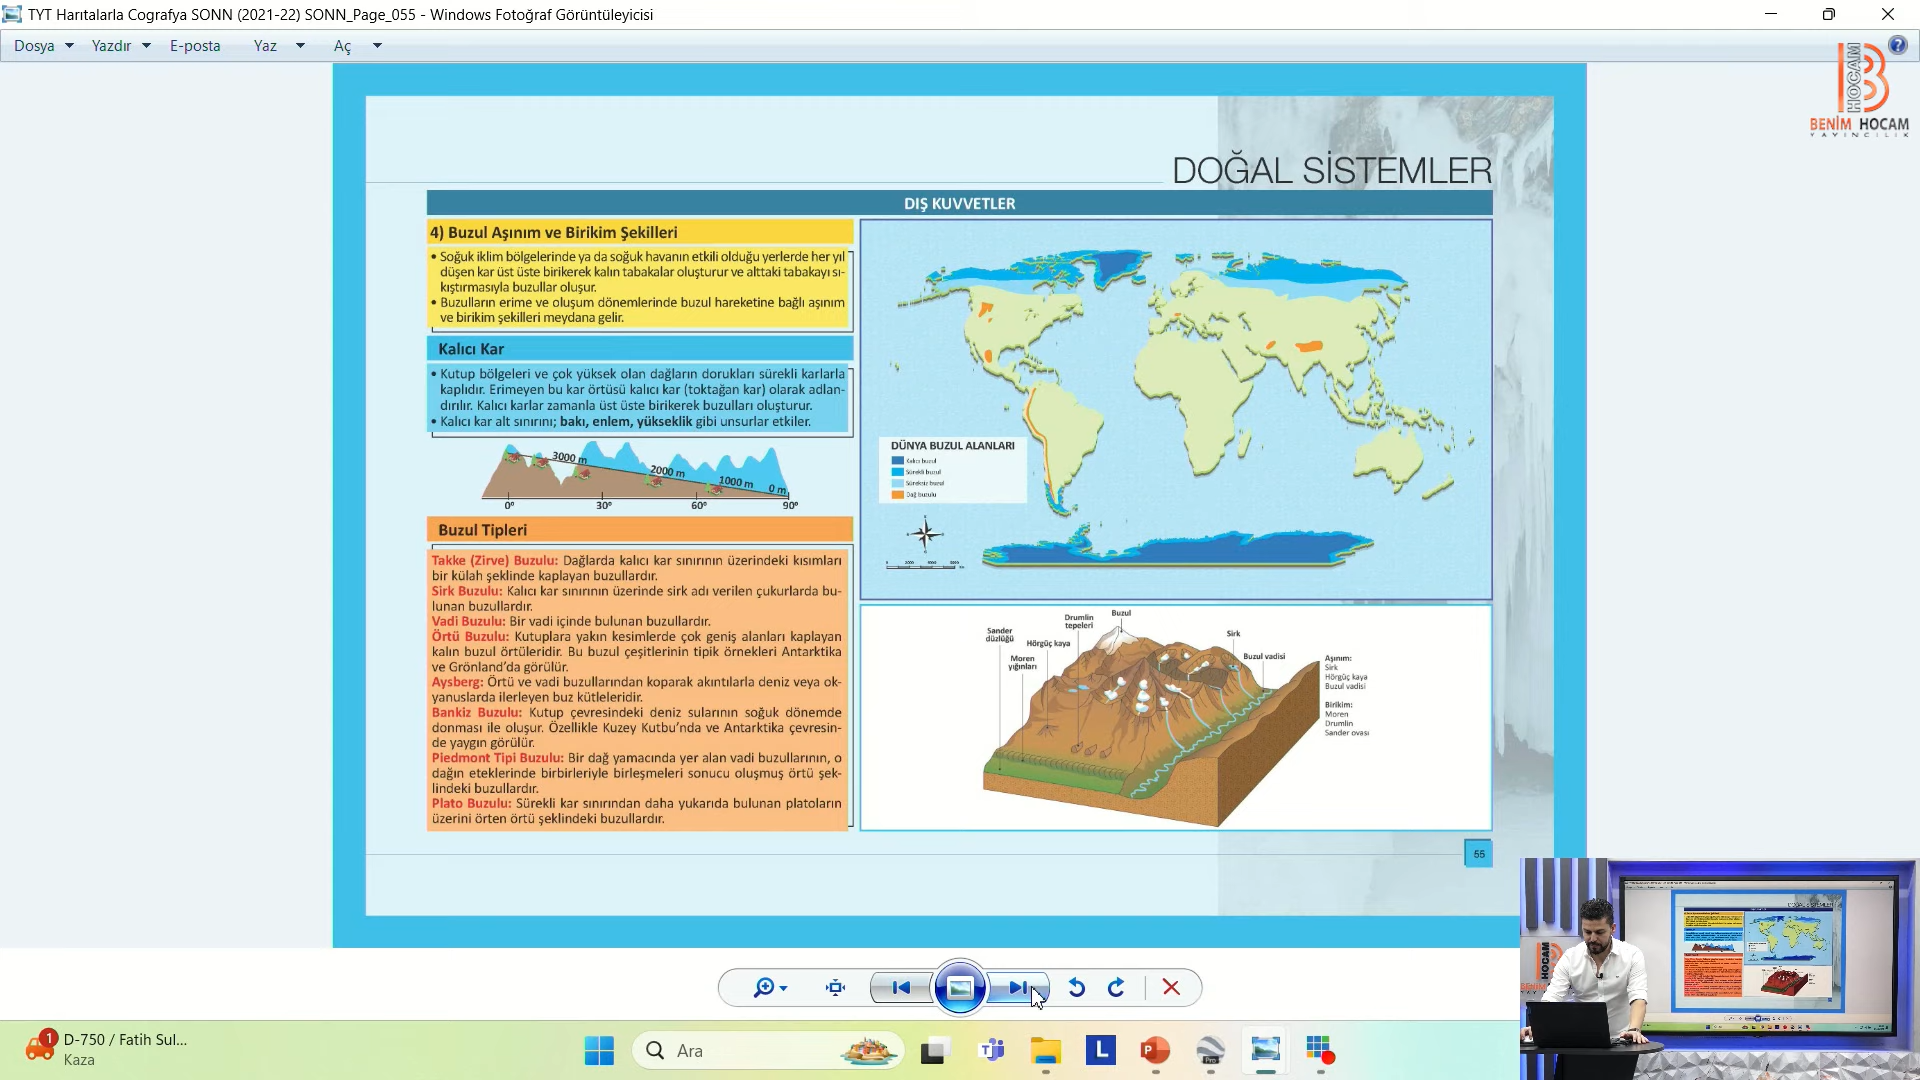 TYT Harıtalarla Cografya SONN (2021-22) SONN_Page_055 - Windows Fotoğraf Görüntüleyicisi
Dosya Yazdır E-posta Yaz Aç
HOCAM
BENİM HOCAM
YAYINCILIK
DOĞAL SİSTEMLER
DIŞ KUVVETLER
4) Buzul Aşınım ve Birikim Şekilleri
• Soğuk iklim bölgelerinde ya da soğuk havanın etkili olduğu yerlerde her yıl
düşen kar üst üste birikerek kalın tabakalar oluşturur ve alttaki tabakayı sı-
kıştırmasıyla buzullar oluşur.
• Buzulların erime ve oluşum dönemlerinde buzul hareketine bağlı aşınım
ve birikim şekilleri meydana gelir.
Kalıcı Kar
• Kutup bölgeleri ve çok yüksek olan dağların dorukları sürekli karlarla
kaplıdır. Erimeyen bu kar örtüsü kalıcı kar (toktağan kar) olarak adlan-
dırılır. Kalıcı karlar zamanla üst üste birikerek buzulları oluşturur.
• Kalıcı kar alt sınırını; bakı, enlem, yükseklik gibi unsurlar etkiler.
3000 m
2000 m
1000 m
0 m
0° 30° 60° 90°
Buzul Tipleri
Takke (Zirve) Buzulu: Dağlarda kalıcı kar sınırının üzerindeki kısımları
bir külah şeklinde kaplayan buzullardır.
Sirk Buzulu: Kalıcı kar sınırının üzerinde sirk adı verilen çukurlarda bu-
lunan buzullardır.
Vadi Buzulu: Bir vadi içinde bulunan buzullardır.
Örtü Buzulu: Kutuplara yakın kesimlerde çok geniş alanları kaplayan
kalın buzul örtüleridir. Bu buzul çeşitlerinin tipik örnekleri Antarktika
ve Grönland'da görülür.
Aysberg: Örtü ve vadi buzullarından koparak akıntılarla deniz veya ok-
yanuslarda ilerleyen buz kütleleridir.
Bankiz Buzulu: Kutup çevresindeki deniz sularının soğuk dönemde
donması ile oluşur. Özellikle Kuzey Kutbu'nda ve Antarktika çevresin-
de yaygın görülür.
Piedmont Tipi Buzulu: Bir dağ yamacında yer alan vadi buzullarının, o
dağın eteklerinde birbirleriyle birleşmeleri sonucu oluşmuş örtü şek-
lindeki buzullardır.
Plato Buzulu: Sürekli kar sınırından daha yukarıda bulunan platoların
üzerini örten örtü şeklindeki buzullardır.
DÜNYA BUZUL ALANLARI
Kalıcı buzul
Sürekli buzul
Süreksiz buzul
Dağ buzulu
Buzul
Drumlin
tepeleri
Sander
düzlüğü
Hörgüç kaya
Moren
yığınları
Sirk
Buzul vadisi
Aşınım:
Sirk
Hörgüç kaya
Buzul vadisi
Birikim:
Moren
Drumlin
Sander ovası
55
1
D-750 / Fatih Sul...
Kaza
Ara
L
P
Pro
HOCAM